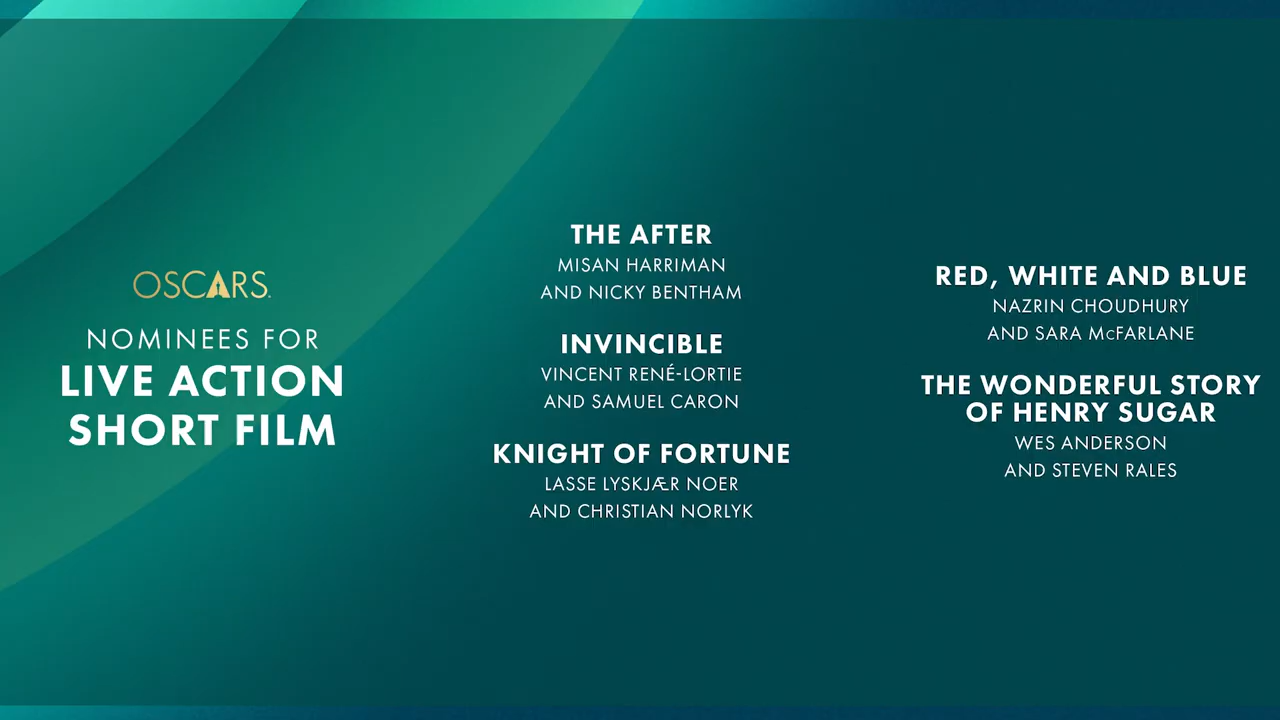 OSCARS.
NOMINEES FOR
LIVE ACTION
SHORT FILM
THE AFTER
MISAN HARRIMAN
AND NICKY BENTHAM
INVINCIBLE
VINCENT RENÉ-LORTIE
AND SAMUEL CARON
KNIGHT OF FORTUNE
LASSE LYSKJÆR NOER
AND CHRISTIAN NORLYK
RED, WHITE AND BLUE
NAZRIN CHOUDHURY
AND SARA McFARLANE
THE WONDERFUL STORY
OF HENRY SUGAR
WES ANDERSON
AND STEVEN RALES